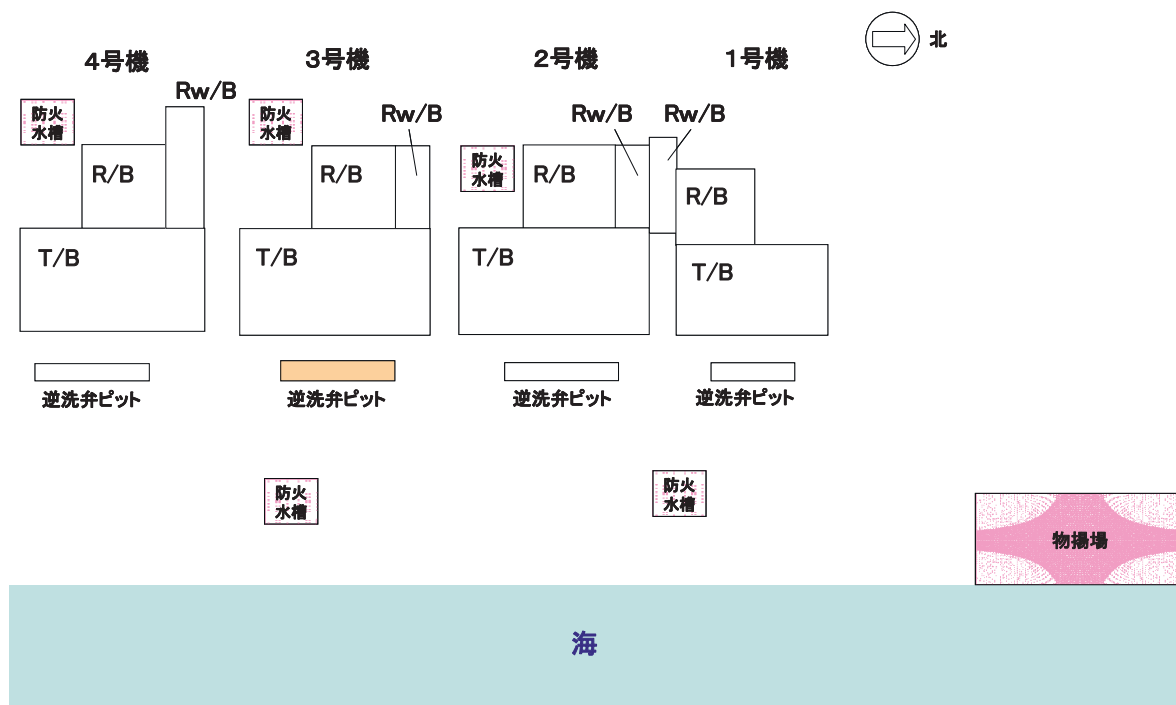 北
4号機
3号機
2号機
1号機
Rw/B
防火
水槽
防火
水槽
Rw/B
Rw/B
Rw/B
防火
水槽
R/B
R/B
R/B
R/B
T/B
T/B
T/B
T/B
逆洗弁ピット
逆洗弁ピット
逆洗弁ピット
逆洗弁ピット
防火
水槽
防火
水槽
物揚場
海